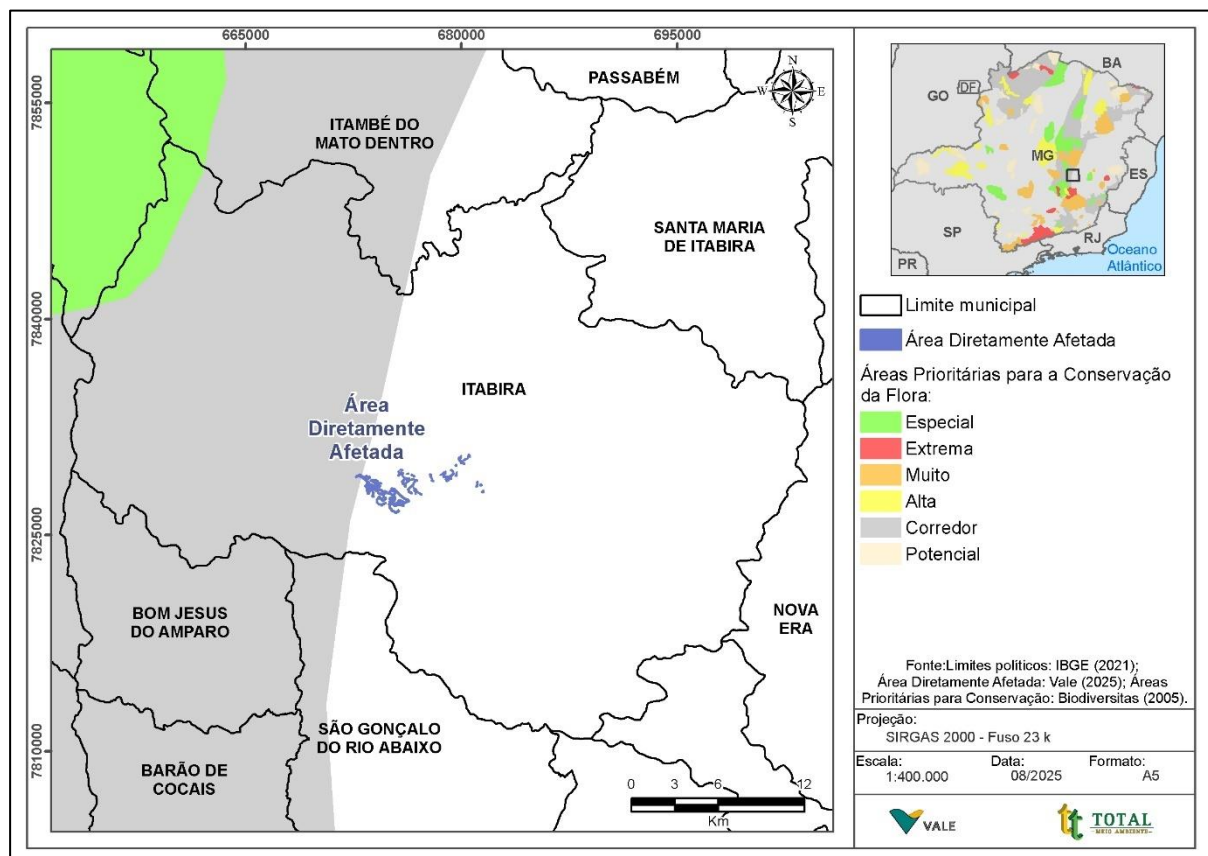 665000
680000
695000
7855000
7840000
7825000
7810000
PASSABÉM
N
W
E
S
ITAMBÉ DO
MATO DENTRO
SANTA MARIA
DE ITABIRA
ITABIRA
Área
Diretamente
Afetada
BOM JESUS
DO AMPARO
NOVA
ERA
SÃO GONÇALO
DO RIO ABAIXO
BARÃO DE
COCAIS
0 3 6 12
Km
BA
GO
DF
MG
ES
SP
RJ
PR
Oceano
Atlântico
Limite municipal
Área Diretamente Afetada
Áreas Prioritárias para a Conservação
da Flora:
Especial
Extrema
Muito
Alta
Corredor
Potencial
Fonte:Limites políticos: IBGE (2021);
Área Diretamente Afetada: Vale (2025); Áreas
Prioritárias para Conservação: Biodiversitas (2005).
Projeção:
SIRGAS 2000 - Fuso 23 k
Escala:
1:400.000
Data:
08/2025
Formato:
A5
VALE
TOTAL
MEIO AMBIENTE